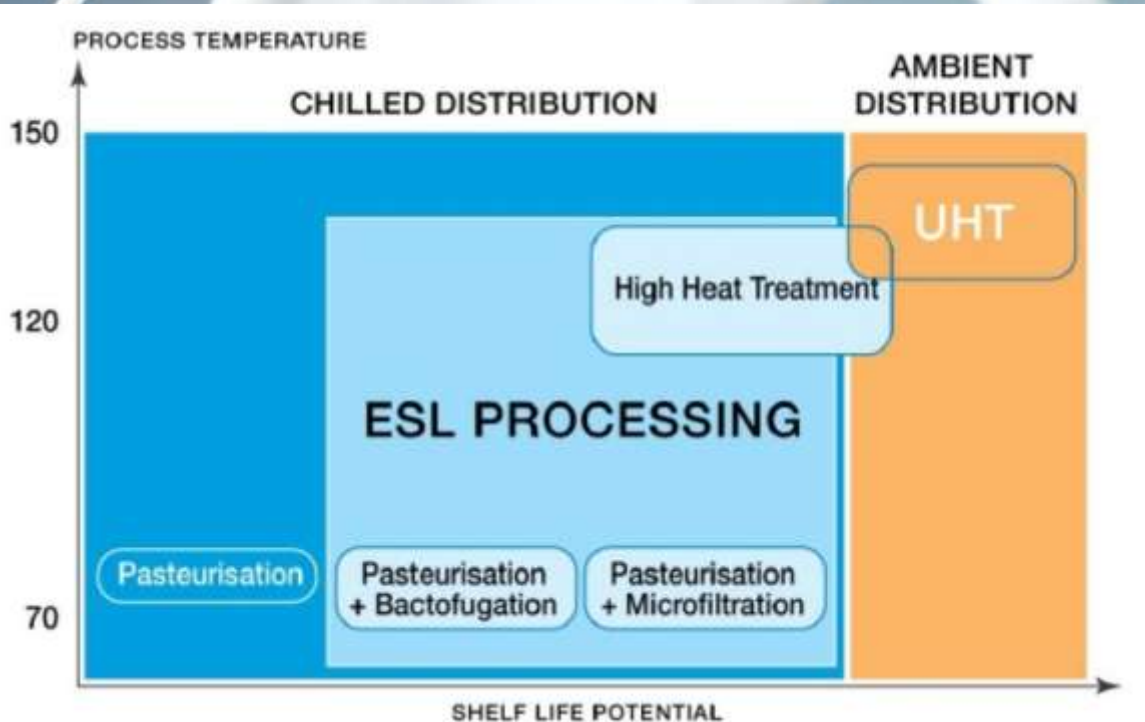 PROCESS TEMPERATURE
AMBIENT
DISTRIBUTION
CHILLED DISTRIBUTION
150
UHT
High Heat Treatment
120
ESL PROCESSING
Pasteurisation
Pasteurisation
+ Bactofugation
Pasteurisation
+ Microfiltration
70
SHELF LIFE POTENTIAL